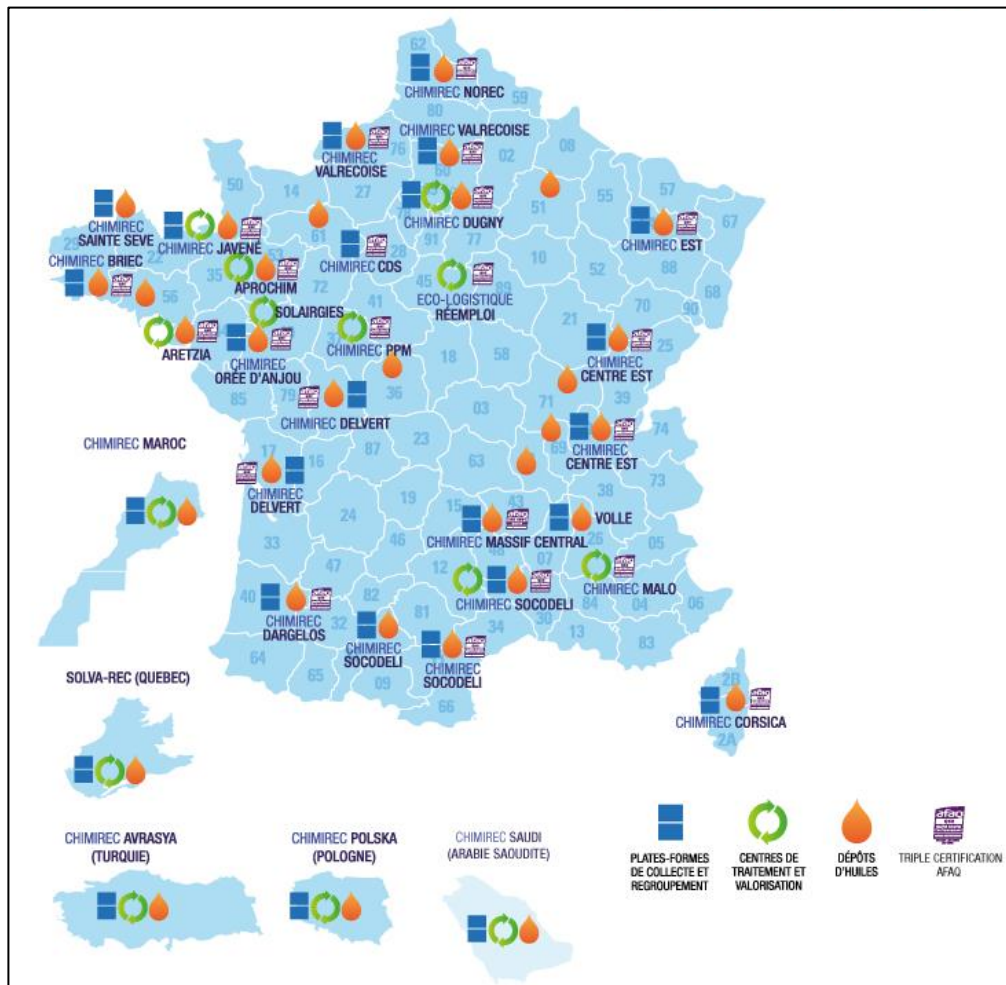 62
CHIMIREC NOREC
59
80
CHIMIREC VALRECOISE
76
02
08
CHIMIREC
VALRECOISE
60
50
14
27
55
57
51
67
CHIMIREC DUGNY
CHIMIREC
SAINTE SEVE
29
22
CHIMIREC JAVENÉ
61
28
91
77
CHIMIREC EST
CHIMIREC BRIEC
35
53
CHIMIREC CDS
10
52
88
APROCHIM
72
45
89
68
56
41
ECO-LOGISTIQUE
RÉEMPLOI
70
90
SOLAIRGIES
21
ARETZIA
CHIMIREC PPM
18
58
25
CHIMIREC
ORÉE D'ANJOU
CHIMIREC
CENTRE EST
85
79
36
71
39
03
CHIMIREC DELVERT
74
CHIMIREC MAROC
87
23
69
CHIMIREC
CENTRE EST
17
16
63
73
CHIMIREC
DELVERT
19
38
24
15
43
VOLLE
33
46
CHIMIREC MASSIF CENTRAL
48
26
05
47
12
07
CHIMIREC MALO
40
82
CHIMIREC SOCODELI
81
30
84
04
06
CHIMIREC
DARGELOS
32
34
13
83
CHIMIREC
SOCODELI
CHIMIREC
SOCODELI
64
65
09
66
SOLVA-REC (QUEBEC)
2B
CHIMIREC CORSICA
2A
CHIMIREC AVRASYA
(TURQUIE)
CHIMIREC POLSKA
(POLOGNE)
CHIMIREC SAUDI
(ARABIE SAOUDITE)
PLATES-FORMES
DE COLLECTE ET
REGROUPEMENT
CENTRES DE
TRAITEMENT ET
VALORISATION
DÉPÔTS
D'HUILES
afaq
TRIPLE CERTIFICATION
AFAQ